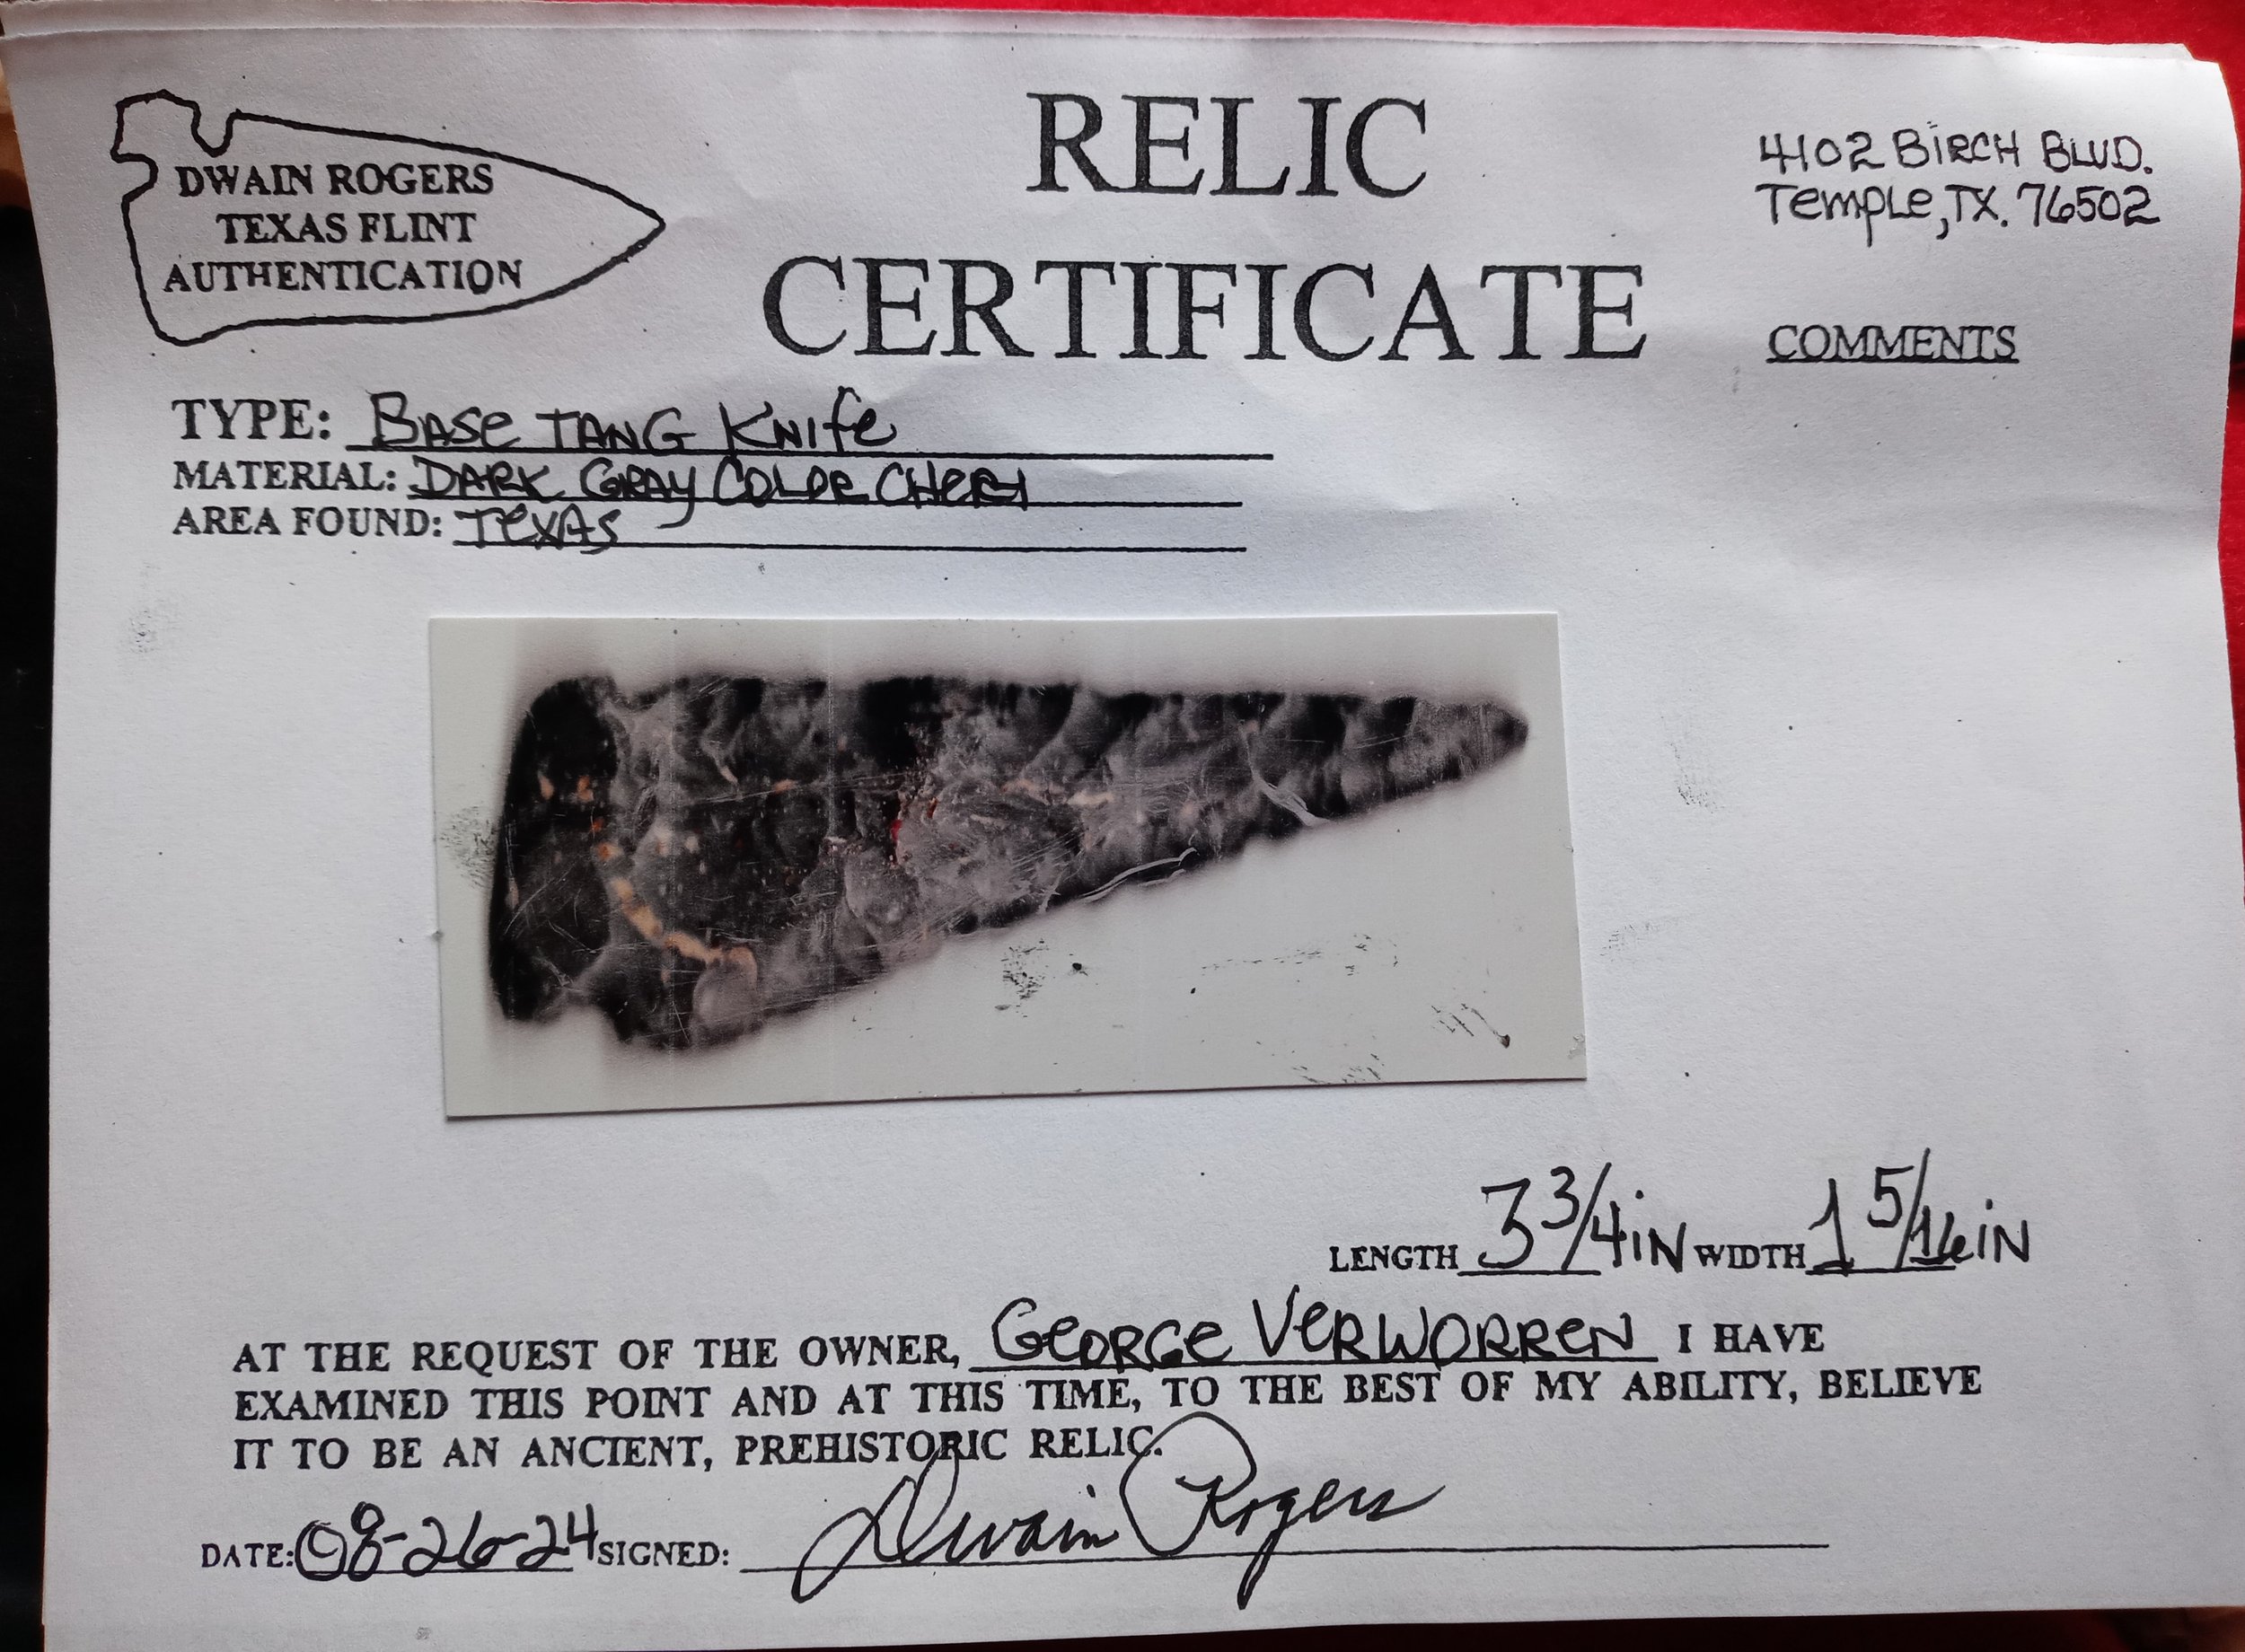 DWAIN ROGERS
TEXAS FLINT
AUTHENTICATION
RELIC
CERTIFICATE
4102 BIRCH BLVD.
Temple, TX. 76502
COMMENTS
TYPE: BASE TANG KNIFE
MATERIAL: DARK GRAY COLOR CHERT
AREA FOUND: TEXAS
LENGTH 3 3/4 IN WIDTH 1 5/16 IN
AT THE REQUEST OF THE OWNER, GEORGE VERWORREN I HAVE
EXAMINED THIS POINT AND AT THIS TIME, TO THE BEST OF MY ABILITY, BELIEVE
IT TO BE AN ANCIENT, PREHISTORIC RELIC.
DATE: 08-26-24 SIGNED: Dwain Rogers